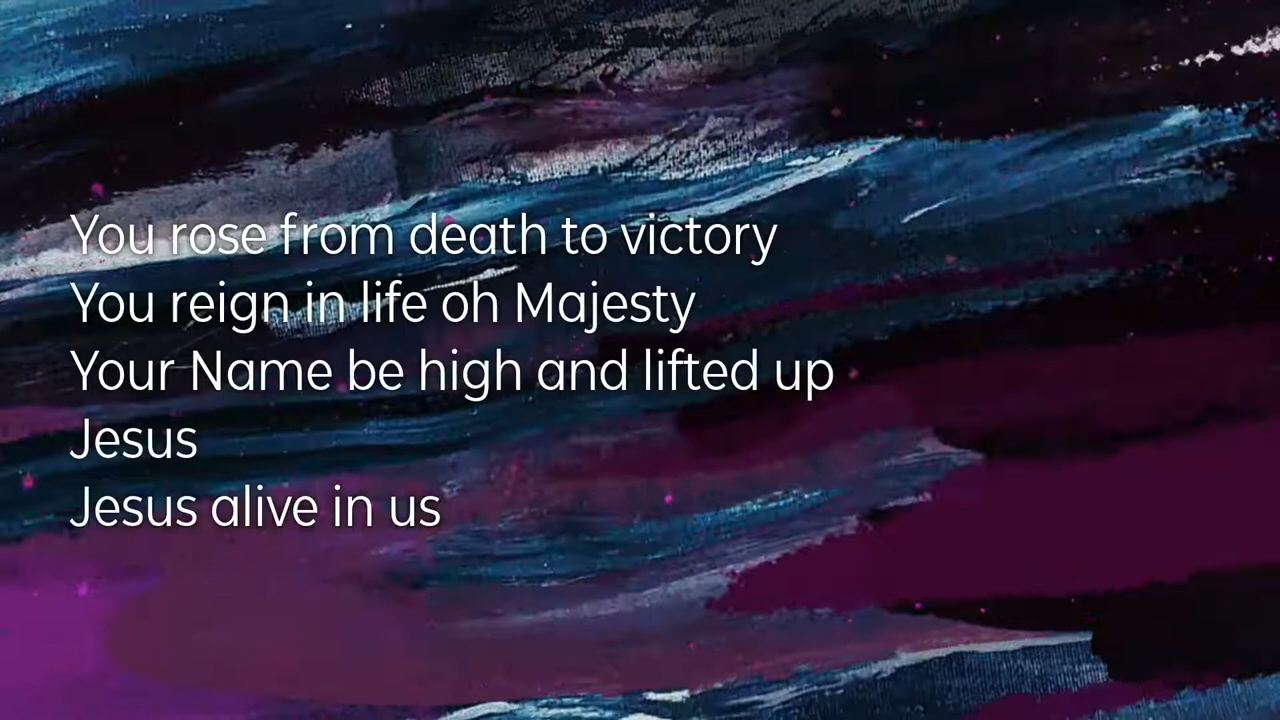 You rose from death to victory
You reign in life oh Majesty
Your Name be high and lifted up
Jesus
Jesus alive in us